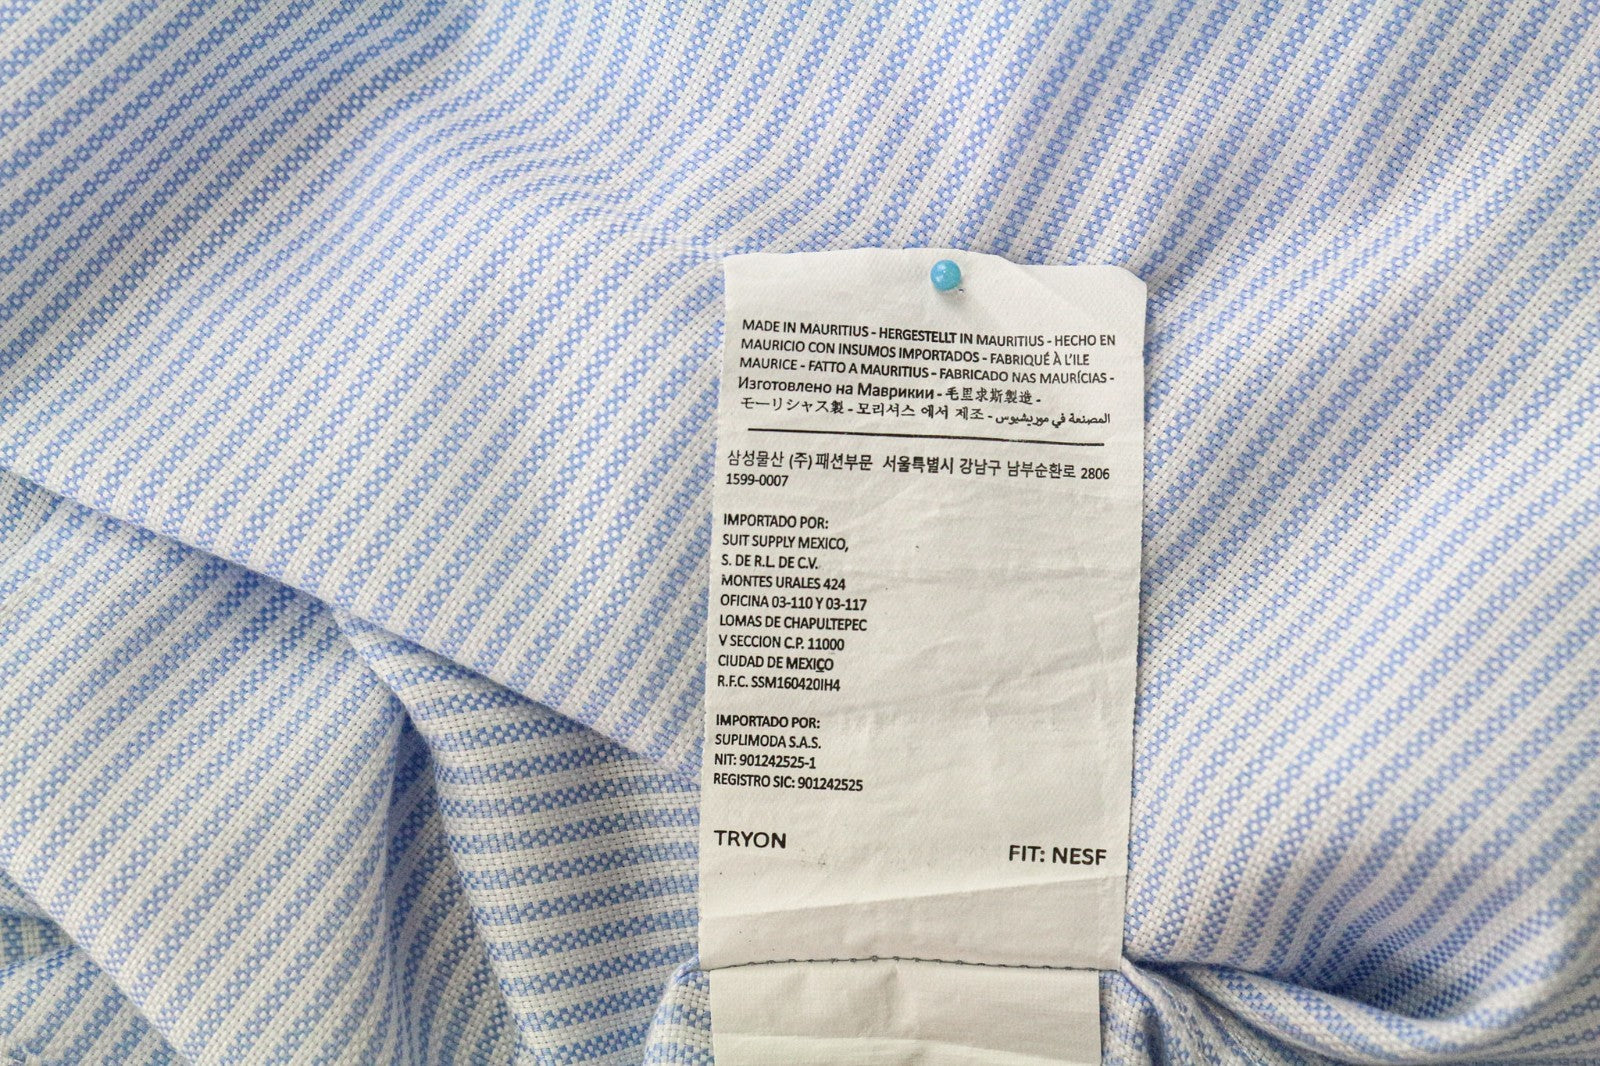 MADE IN MAURITIUS - HERGESTELLT IN MAURITIUS - HECHO EN
MAURICIO CON INSUMOS IMPORTADOS - FABRIQUÉ À L'ILE
MAURICE - FATTO A MAURITIUS - FABRICADO NAS MAURÍCIAS -
Изготовлено на Маврикии - 毛里求斯製造 -
モーリシャス製 - 모리셔스 에서 제조 - المصنعة في موريشيوس
삼성물산 (주) 패션부문 서울특별시 강남구 남부순환로 2806
1599-0007
IMPORTADO POR:
SUIT SUPPLY MEXICO,
S. DE R.L. DE C.V.
MONTES URALES 424
OFICINA 03-110 Y 03-117
LOMAS DE CHAPULTEPEC
V SECCION C.P. 11000
CIUDAD DE MEXICO
R.F.C. SSM160420IH4
IMPORTADO POR:
SUPLIMODA S.A.S.
NIT: 901242525-1
REGISTRO SIC: 901242525
TRYON
FIT: NESF